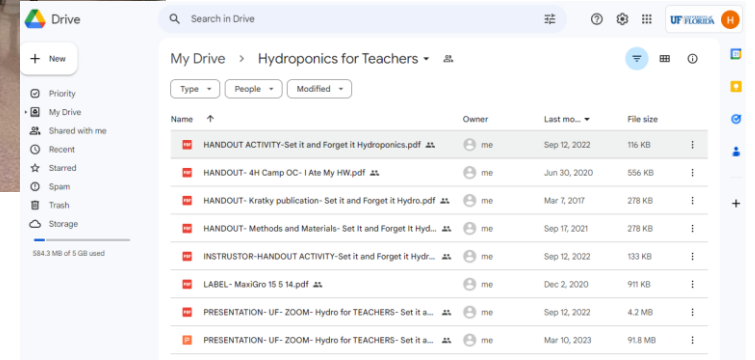 Drive
Search in Drive
UF UNIVERSITY of FLORIDA
H
New
My Drive > Hydroponics for Teachers
Type
People
Modified
Priority
My Drive
Shared with me
Recent
Starred
Spam
Trash
Storage
584.3 MB of 5 GB used
Name Owner Last mo... File size
HANDOUT ACTIVITY-Set it and Forget it Hydroponics.pdf me Sep 12, 2022 116 KB
HANDOUT- 4H Camp OC- I Ate My HW.pdf me Jun 30, 2020 556 KB
HANDOUT- Kratky publication- Set it and Forget it Hydro.pdf me Mar 7, 2017 278 KB
HANDOUT- Methods and Materials- Set It and Forget It Hyd... me Sep 17, 2021 278 KB
INSTRUSTOR-HANDOUT ACTIVITY-Set it and Forget it Hydr... me Sep 12, 2022 133 KB
LABEL- MaxiGro 15 5 14.pdf me Dec 2, 2020 911 KB
PRESENTATION- UF- ZOOM- Hydro for TEACHERS- Set it a... me Sep 12, 2022 4.2 MB
PRESENTATION- UF- ZOOM- Hydro for TEACHERS- Set it a... me Mar 10, 2023 91.8 MB